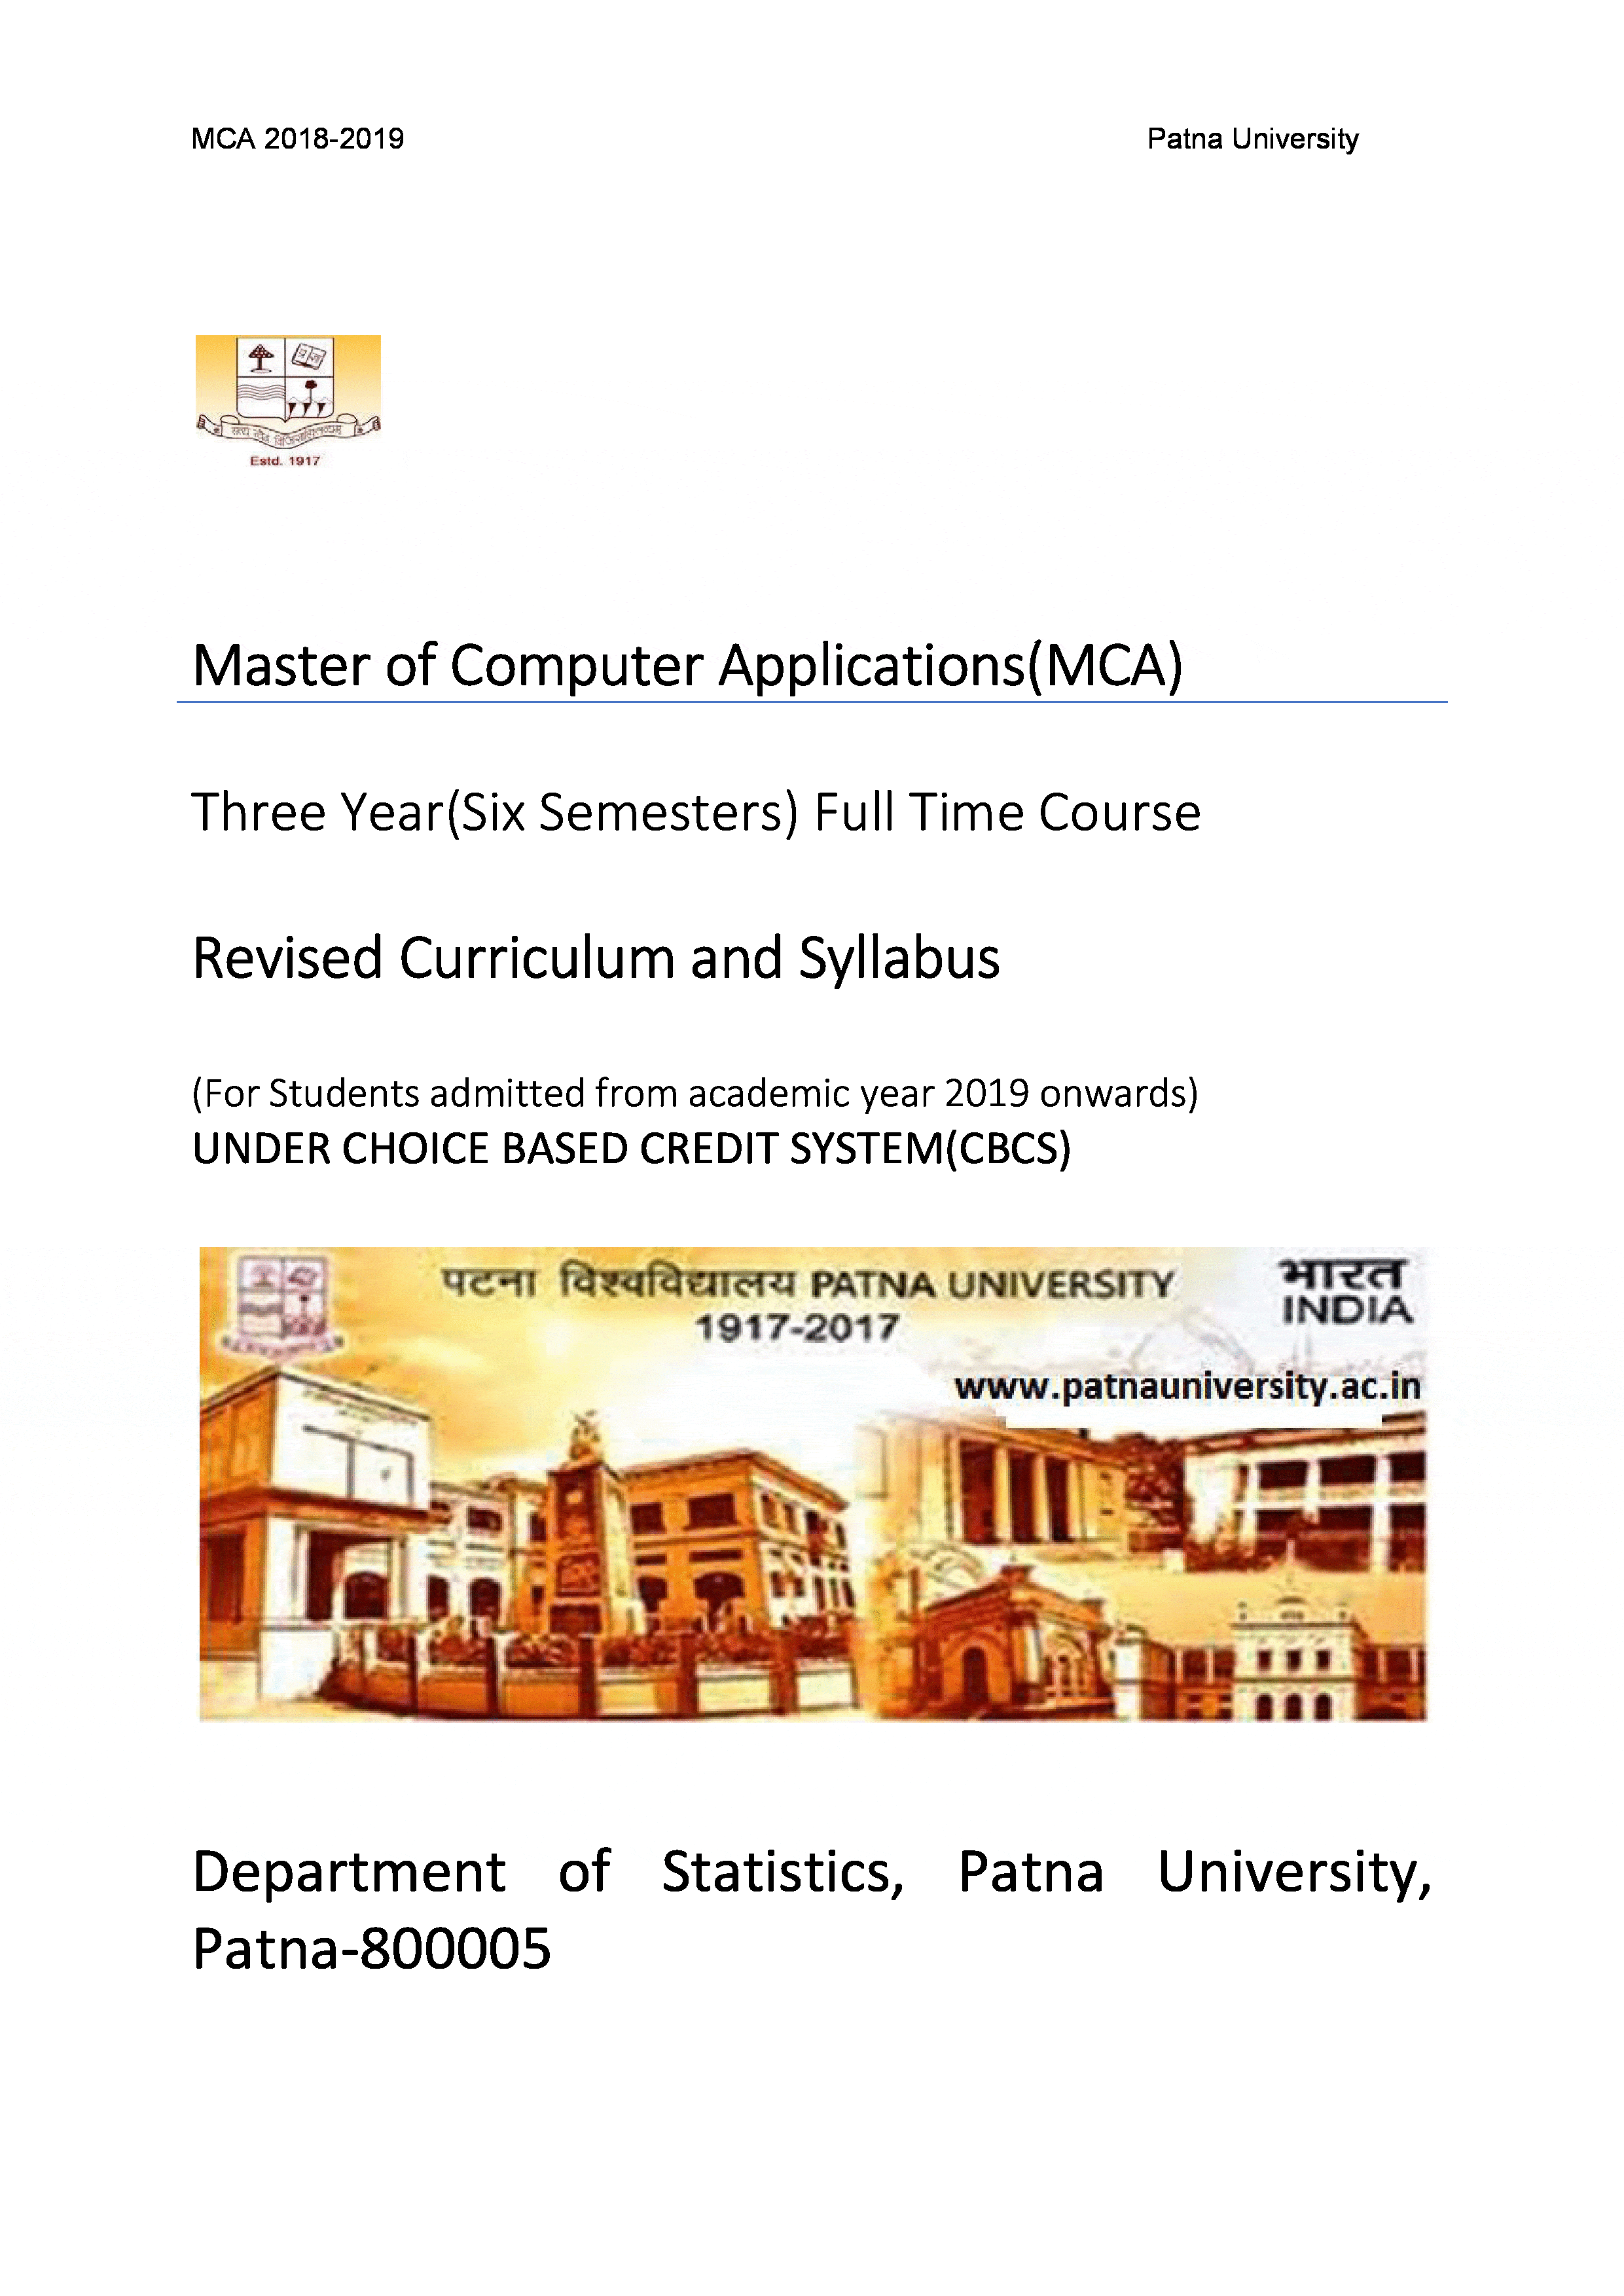 MCA 2018-2019 Patna University
Estd. 1917
Master of Computer Applications(MCA)
Three Year(Six Semesters) Full Time Course
Revised Curriculum and Syllabus
(For Students admitted from academic year 2019 onwards)
UNDER CHOICE BASED CREDIT SYSTEM(CBCS)
पटना विश्वविद्यालय PATNA UNIVERSITY
1917-2017
भारत
INDIA
www.patnauniversity.ac.in
Department of Statistics, Patna University,
Patna-800005